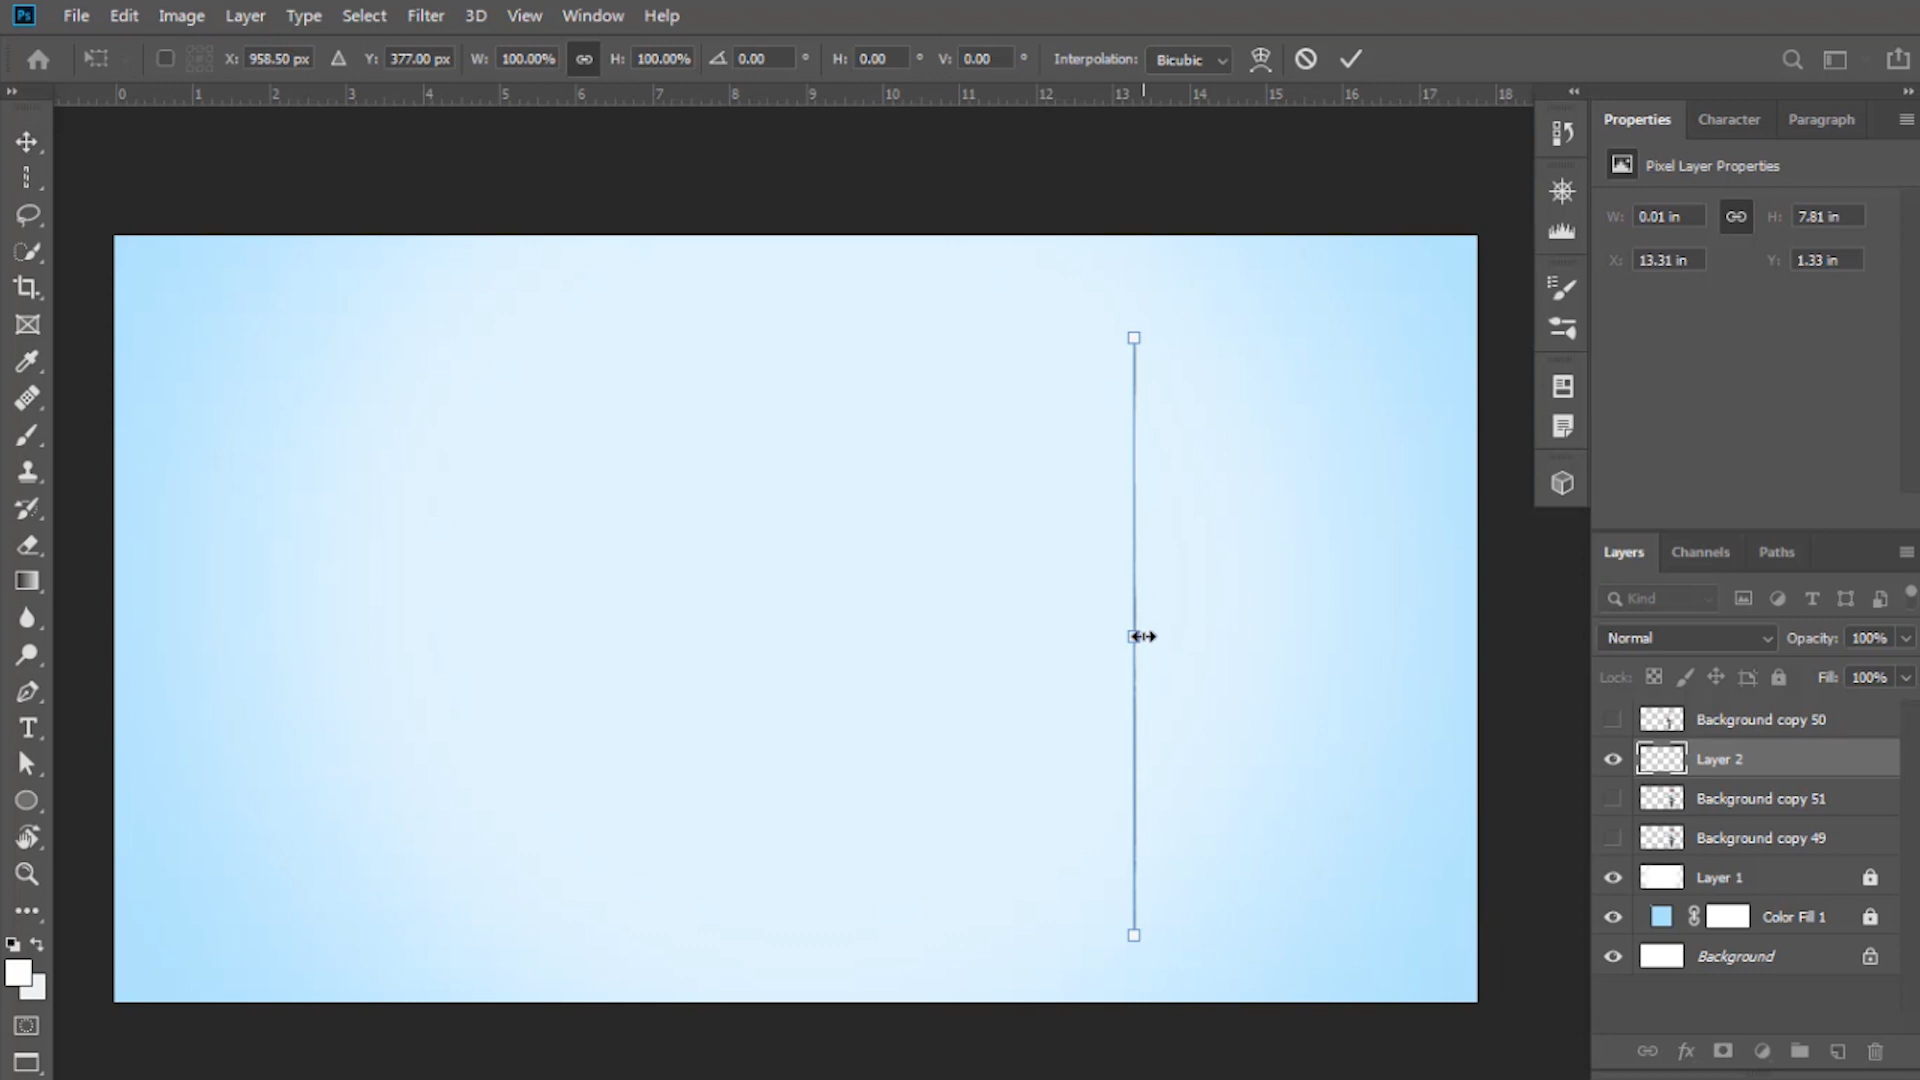 Ps File Edit Image Layer Type Select Filter 3D View Window Help
X: 958.50 px Y: 377.00 px W: 100.00% H: 100.00% 0.00 ° H: 0.00 ° V: 0.00 ° Interpolation: Bicubic
0 1 2 3 4 5 6 7 8 9 10 11 12 13 14 15 16 17 18
Properties Character Paragraph
Pixel Layer Properties
W: 0.01 in H: 7.81 in
X: 13.31 in Y: 1.33 in
Layers Channels Paths
Kind
Normal Opacity: 100%
Lock: Fill: 100%
Background copy 50
Layer 2
Background copy 51
Background copy 49
Layer 1
Color Fill 1
Background
fx